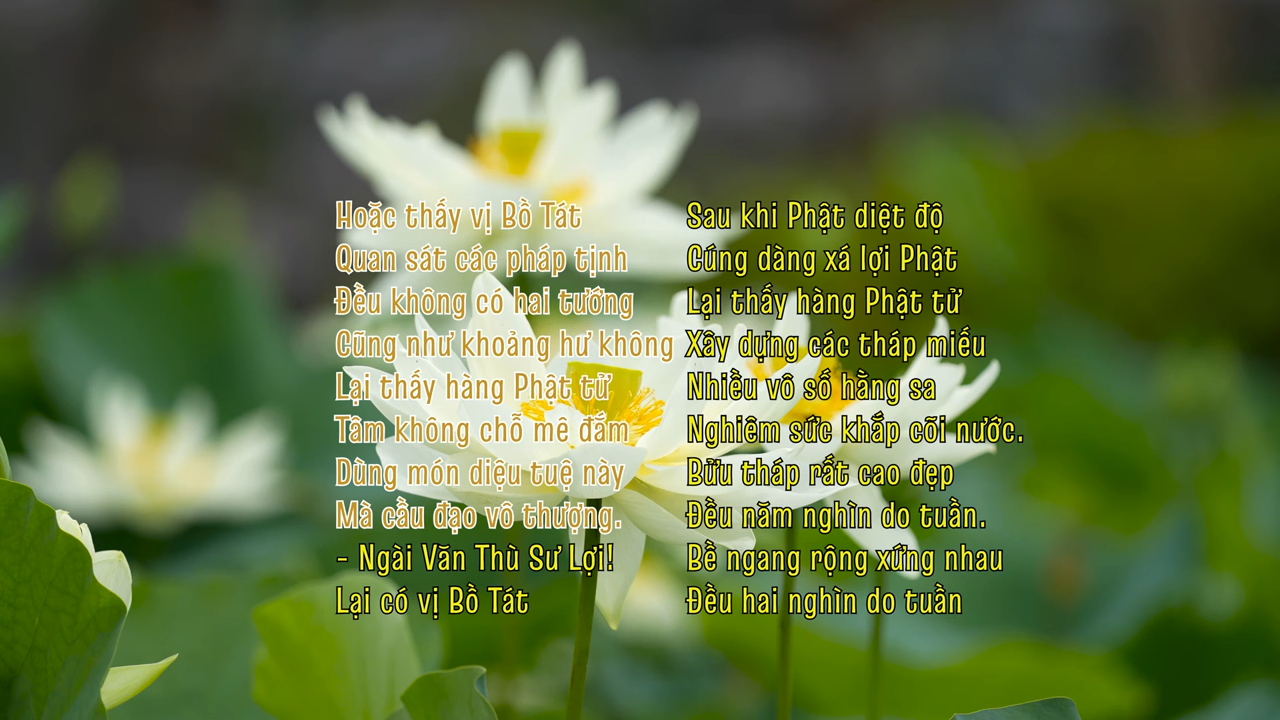 Hoặc thấy vị Bồ Tát
Quan sát các pháp tịnh
Đều không có hai tướng
Cũng như khoảng hư không
Lại thấy hàng Phật tử
Tâm không chỗ mê đắm
Dùng món diệu tuệ này
Mà cầu đạo vô thượng.
- Ngài Văn Thù Sư Lợi!
Lại có vị Bồ Tát
Sau khi Phật diệt độ
Cúng dàng xá lợi Phật
Lại thấy hàng Phật tử
Xây dựng các tháp miếu
Nhiều vô số hằng sa
Nghiêm sức khắp cõi nước.
Bửu tháp rất cao đẹp
Đều năm nghìn do tuần.
Bề ngang rộng xứng nhau
Đều hai nghìn do tuần